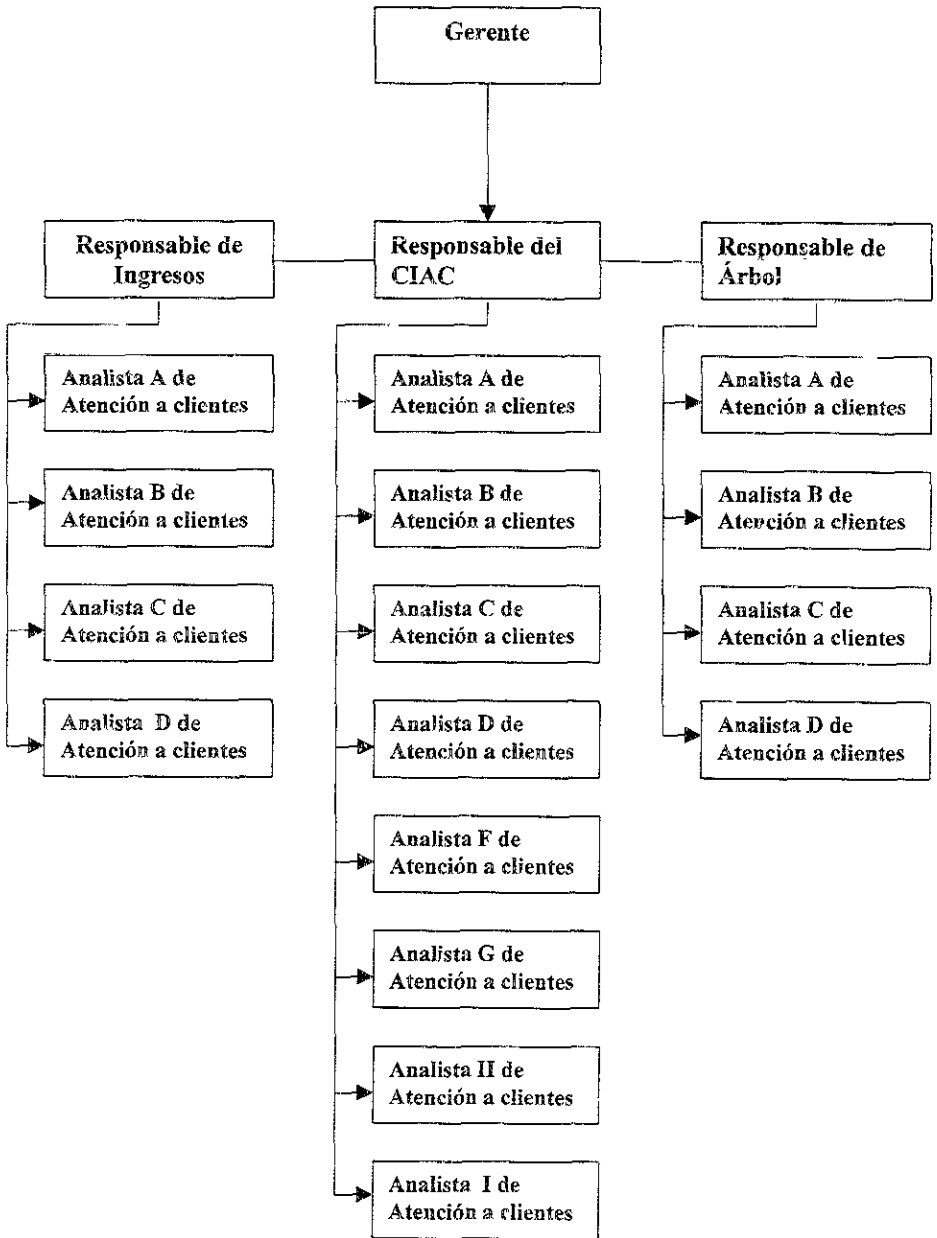 Gerente
Responsable de
Ingresos
Responsable del
CIAC
Responsable de
Árbol
Analista A de
Atención a clientes
Analista B de
Atención a clientes
Analista C de
Atención a clientes
Analista D de
Atención a clientes
Analista A de
Atención a clientes
Analista B de
Atención a clientes
Analista C de
Atención a clientes
Analista D de
Atención a clientes
Analista F de
Atención a clientes
Analista G de
Atención a clientes
Analista H de
Atención a clientes
Analista I de
Atención a clientes
Analista A de
Atención a clientes
Analista B de
Atención a clientes
Analista C de
Atención a clientes
Analista D de
Atención a clientes